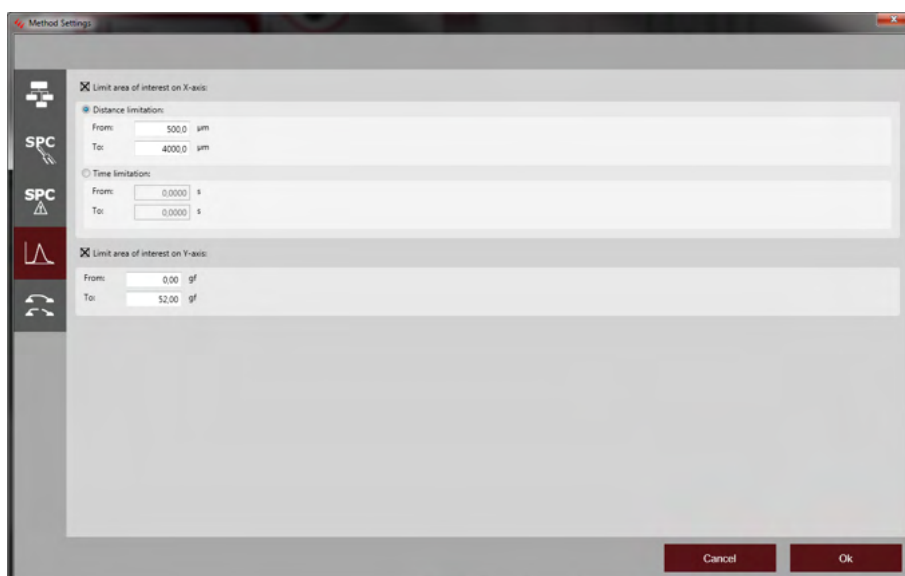 Method Settings
Limit area of interest on X-axis:
Distance limitation:
From: 500,0 µm
To: 4000,0 µm
Time limitation:
From: 0,0000 s
To: 0,0000 s
Limit area of interest on Y-axis:
From: 0,00 gf
To: 52,00 gf
SPC
SPC
Cancel
Ok